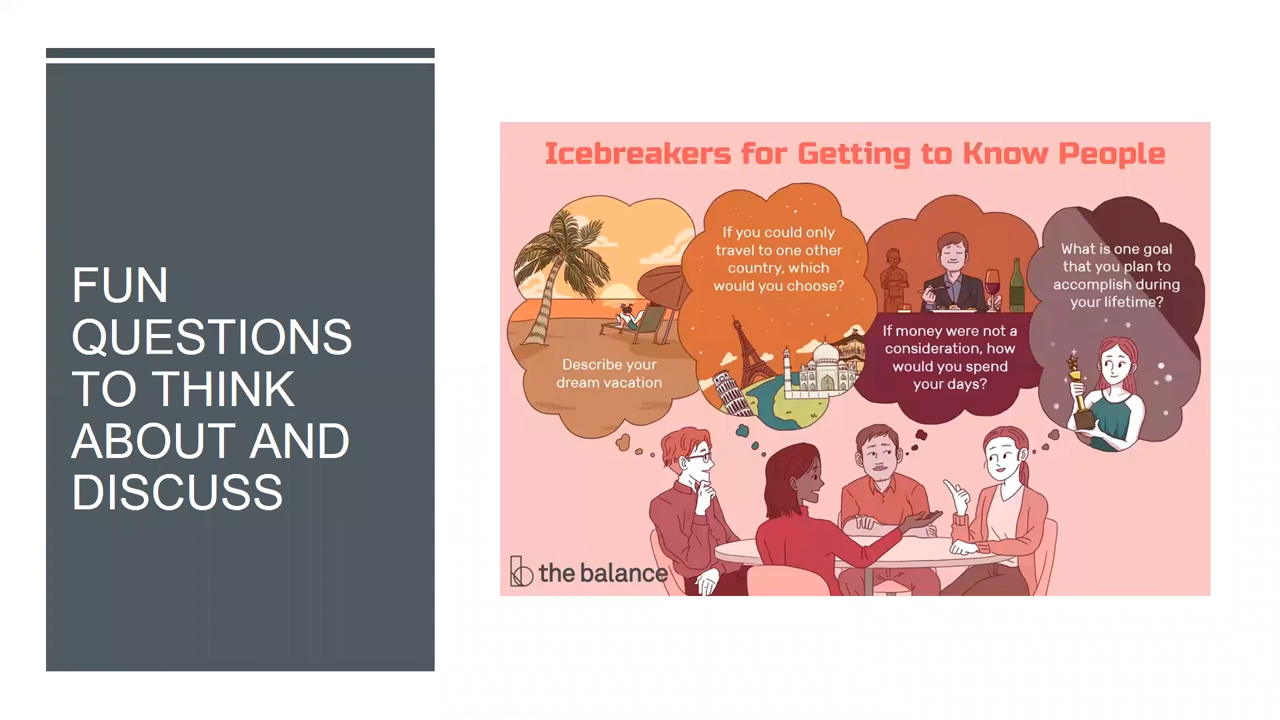 FUN
QUESTIONS
TO THINK
ABOUT AND
DISCUSS
Icebreakers for Getting to Know People
Describe your
dream vacation
If you could only
travel to one other
country, which
would you choose?
If money were not a
consideration, how
would you spend
your days?
What is one goal
that you plan to
accomplish during
your lifetime?
the balance